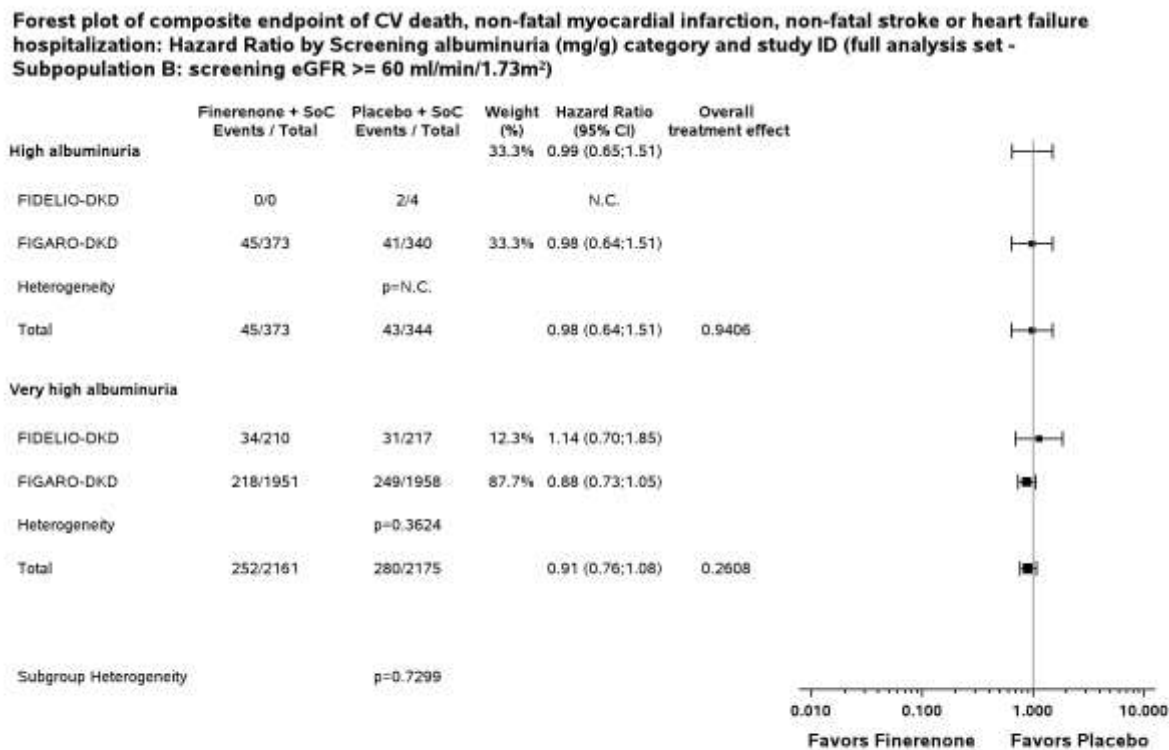 Forest plot of composite endpoint of CV death, non-fatal myocardial infarction, non-fatal stroke or heart failure
hospitalization: Hazard Ratio by Screening albuminuria (mg/g) category and study ID (full analysis set -
Subpopulation B: screening eGFR >= 60 ml/min/1.73m²)
Finerenone + SoC Placebo + SoC Weight Hazard Ratio Overall
Events / Total Events / Total (%) (95% CI) treatment effect
High albuminuria 33.3% 0.99 (0.65;1.51)
FIDELIO-DKD 0/0 2/4 N.C.
FIGARO-DKD 45/373 41/340 33.3% 0.98 (0.64;1.51)
Heterogeneity p=N.C.
Total 45/373 43/344 0.98 (0.64;1.51) 0.9406
Very high albuminuria
FIDELIO-DKD 34/210 31/217 12.3% 1.14 (0.70;1.85)
FIGARO-DKD 218/1951 249/1958 87.7% 0.88 (0.73;1.05)
Heterogeneity p=0.3624
Total 252/2161 280/2175 0.91 (0.76;1.08) 0.2608
Subgroup Heterogeneity p=0.7299
0.010 0.100 1.000 10.000
Favors Finerenone Favors Placebo